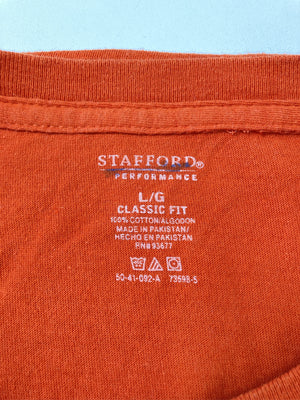 STAFFORD®
PERFORMANCE
L/G
CLASSIC FIT
100% COTTON/ALGODON
MADE IN PAKISTAN/
HECHO EN PAKISTAN
RN# 93677
50-41-092-A 7369B-5